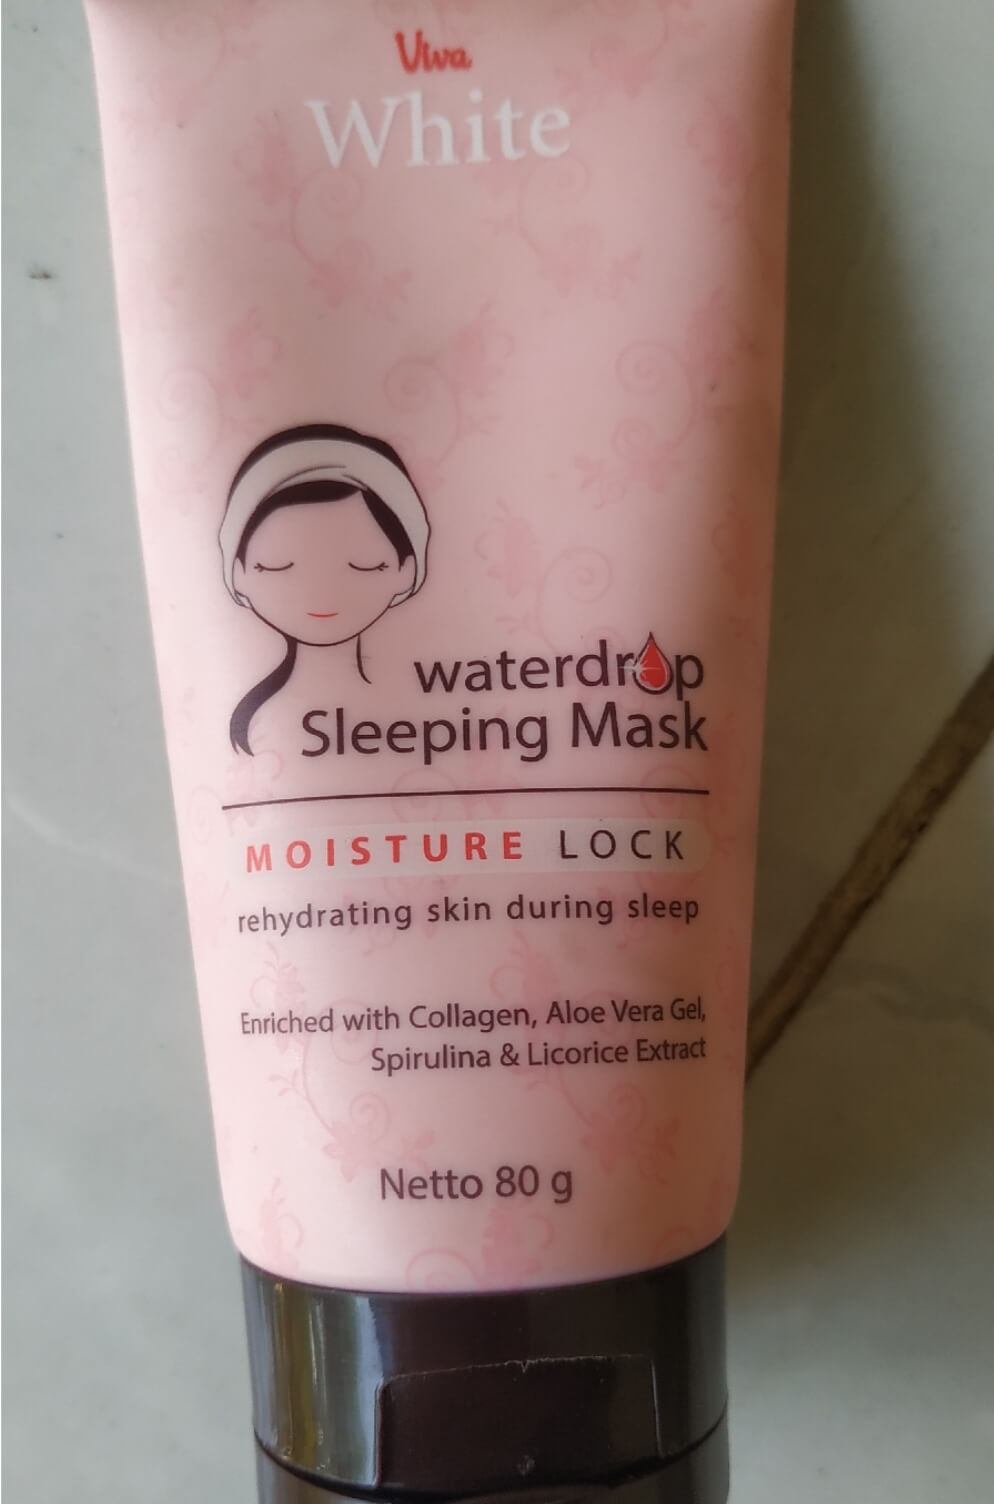 Viva
White
waterdrop
Sleeping Mask
MOISTURE LOCK
rehydrating skin during sleep
Enriched with Collagen, Aloe Vera Gel,
Spirulina & Licorice Extract
Netto 80 g